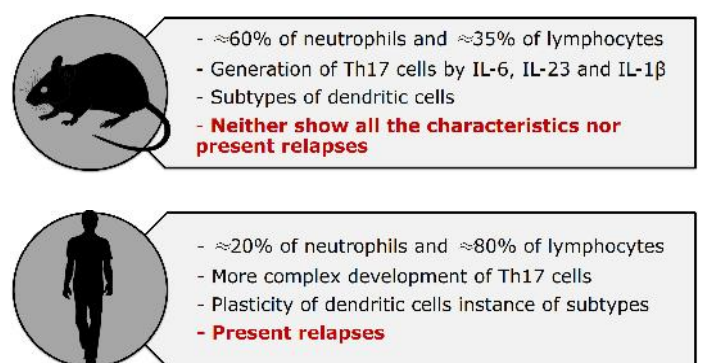 - ≈60% of neutrophils and ≈35% of lymphocytes
- Generation of Th17 cells by IL-6, IL-23 and IL-1β
- Subtypes of dendritic cells
- Neither show all the characteristics nor
present relapses
- ≈20% of neutrophils and ≈80% of lymphocytes
- More complex development of Th17 cells
- Plasticity of dendritic cells instance of subtypes
- Present relapses